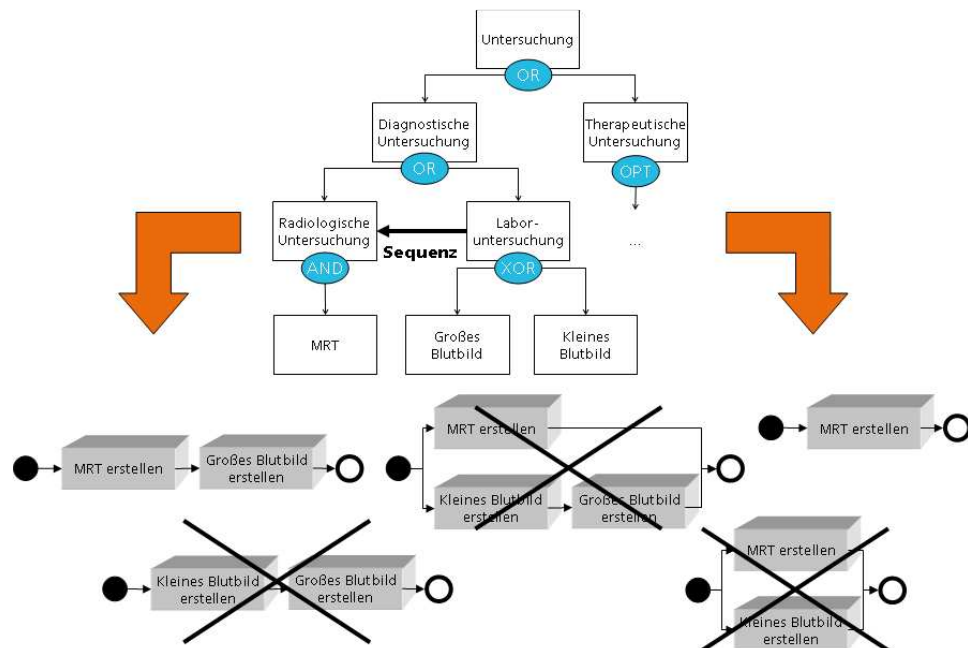 Untersuchung
OR
Diagnostische
Untersuchung
OR
Therapeutische
Untersuchung
OPT
Radiologische
Untersuchung
AND
Sequenz
Labor-
untersuchung
XOR
...
MRT
Großes
Blutbild
Kleines
Blutbild
MRT erstellen
Großes Blutbild
erstellen
MRT erstellen
Kleines Blutbild
erstellen
Großes Blutbild
erstellen
MRT erstellen
Kleines Blutbild
erstellen
Großes Blutbild
erstellen
MRT erstellen
Kleines Blutbild
erstellen